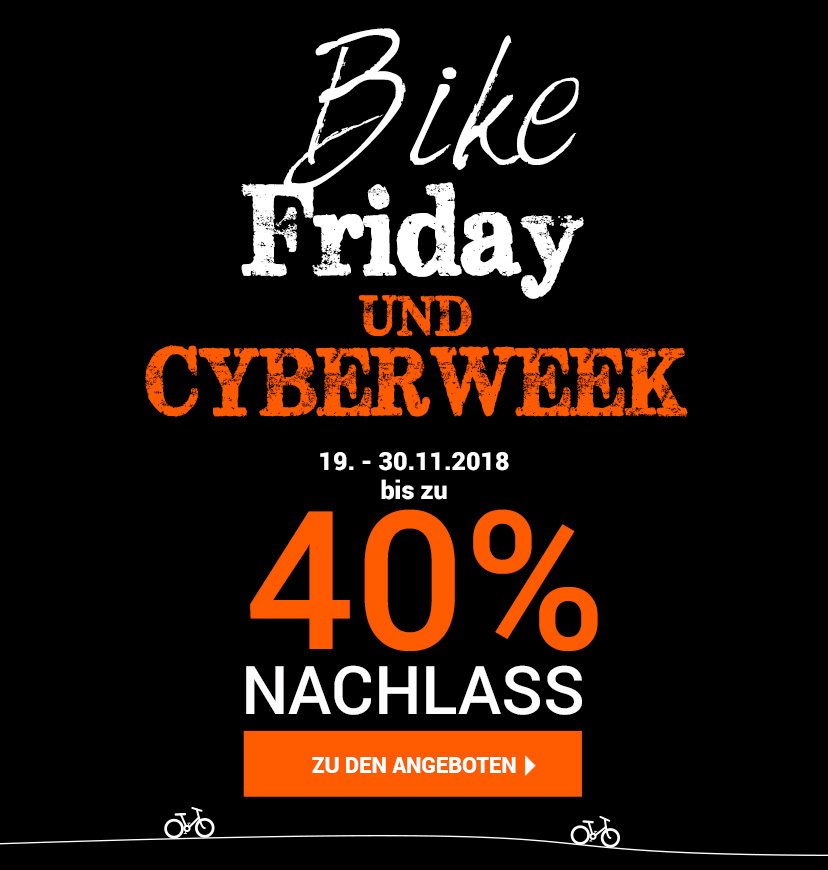 Bike
Friday
UND
CYBERWEEK
19. - 30.11.2018
bis zu
40%
NACHLASS
ZU DEN ANGEBOTEN